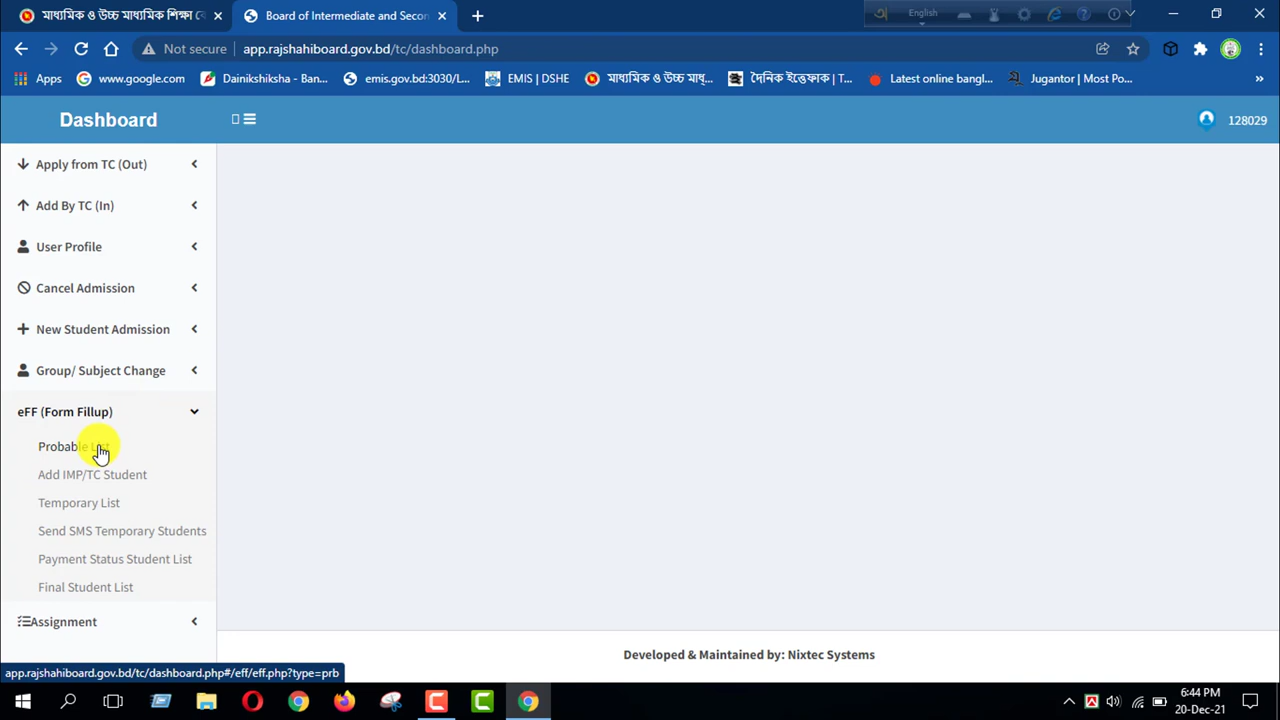 মাধ্যমিক ও উচ্চ মাধ্যমিক শিক্ষা
Board of Intermediate and Secon
English
Not secure
app.rajshahiboard.gov.bd/tc/dashboard.php
Apps
www.google.com
Dainikshiksha - Ban...
emis.gov.bd:3030/L...
EMIS | DSHE
মাধ্যমিক ও উচ্চ মাধ্...
দৈনিক ইত্তেফাক | T...
Latest online bangl...
Jugantor | Most Po...
Dashboard
128029
Apply from TC (Out)
Add By TC (In)
User Profile
Cancel Admission
New Student Admission
Group/ Subject Change
eFF (Form Fillup)
Probable List
Add IMP/TC Student
Temporary List
Send SMS Temporary Students
Payment Status Student List
Final Student List
Assignment
Developed & Maintained by: Nixtec Systems
app.rajshahiboard.gov.bd/tc/dashboard.php#/eff/eff.php?type=prb
6:44 PM
20-Dec-21